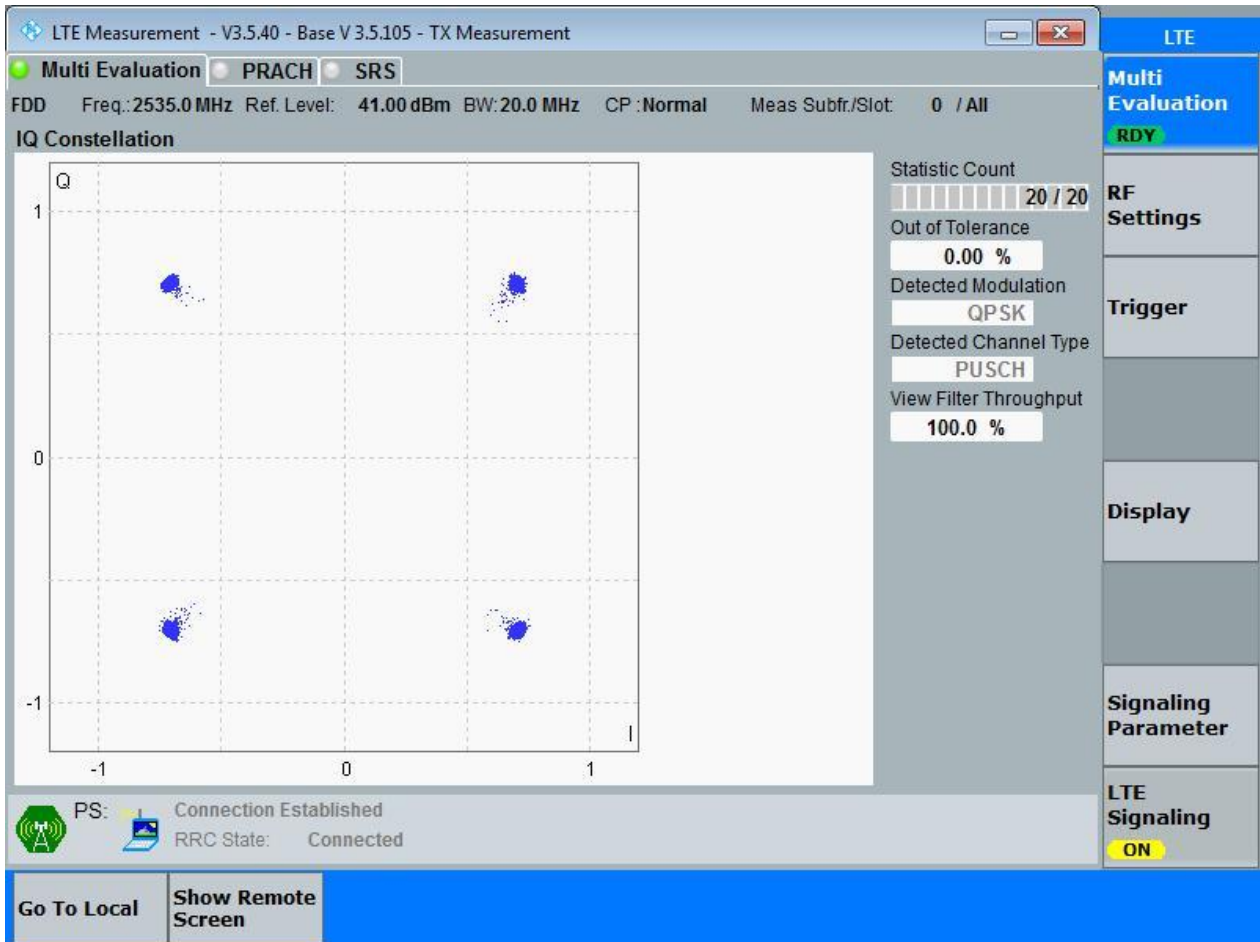 LTE Measurement - V3.5.40 - Base V 3.5.105 - TX Measurement
LTE
Multi Evaluation PRACH SRS
FDD Freq.: 2535.0 MHz Ref. Level: 41.00 dBm BW: 20.0 MHz CP : Normal Meas Subfr./Slot: 0 / All
IQ Constellation
Q
1
0
-1
-1 0 1
I
Statistic Count
20 / 20
Out of Tolerance
0.00 %
Detected Modulation
QPSK
Detected Channel Type
PUSCH
View Filter Throughput
100.0 %
Multi
Evaluation
RDY
RF
Settings
Trigger
Display
Signaling
Parameter
LTE
Signaling
ON
PS: Connection Established
RRC State: Connected
Go To Local
Show Remote
Screen